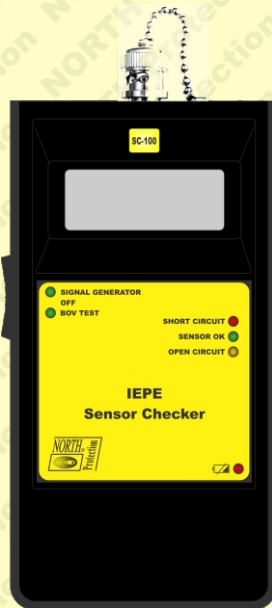 SC-100
SIGNAL GENERATOR
OFF
BOV TEST
SHORT CIRCUIT
SENSOR OK
OPEN CIRCUIT
IEPE
Sensor Checker
NORTH
Protection